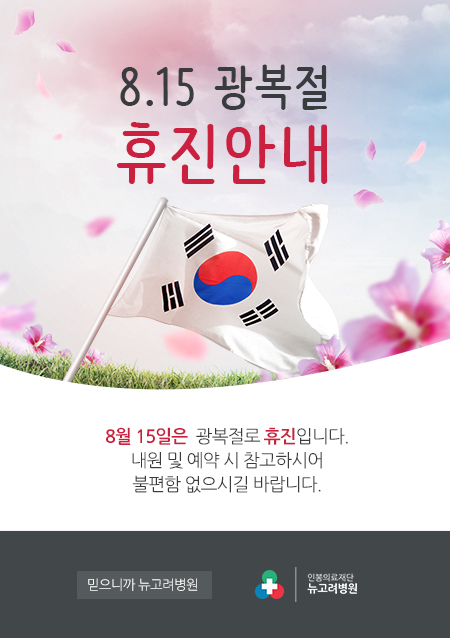 8.15 광복절
휴진안내
8월 15일은 광복절로 휴진입니다.
내원 및 예약 시 참고하시어
불편함 없으시길 바랍니다.
믿으니까 뉴고려병원
인봉의료재단
뉴고려병원